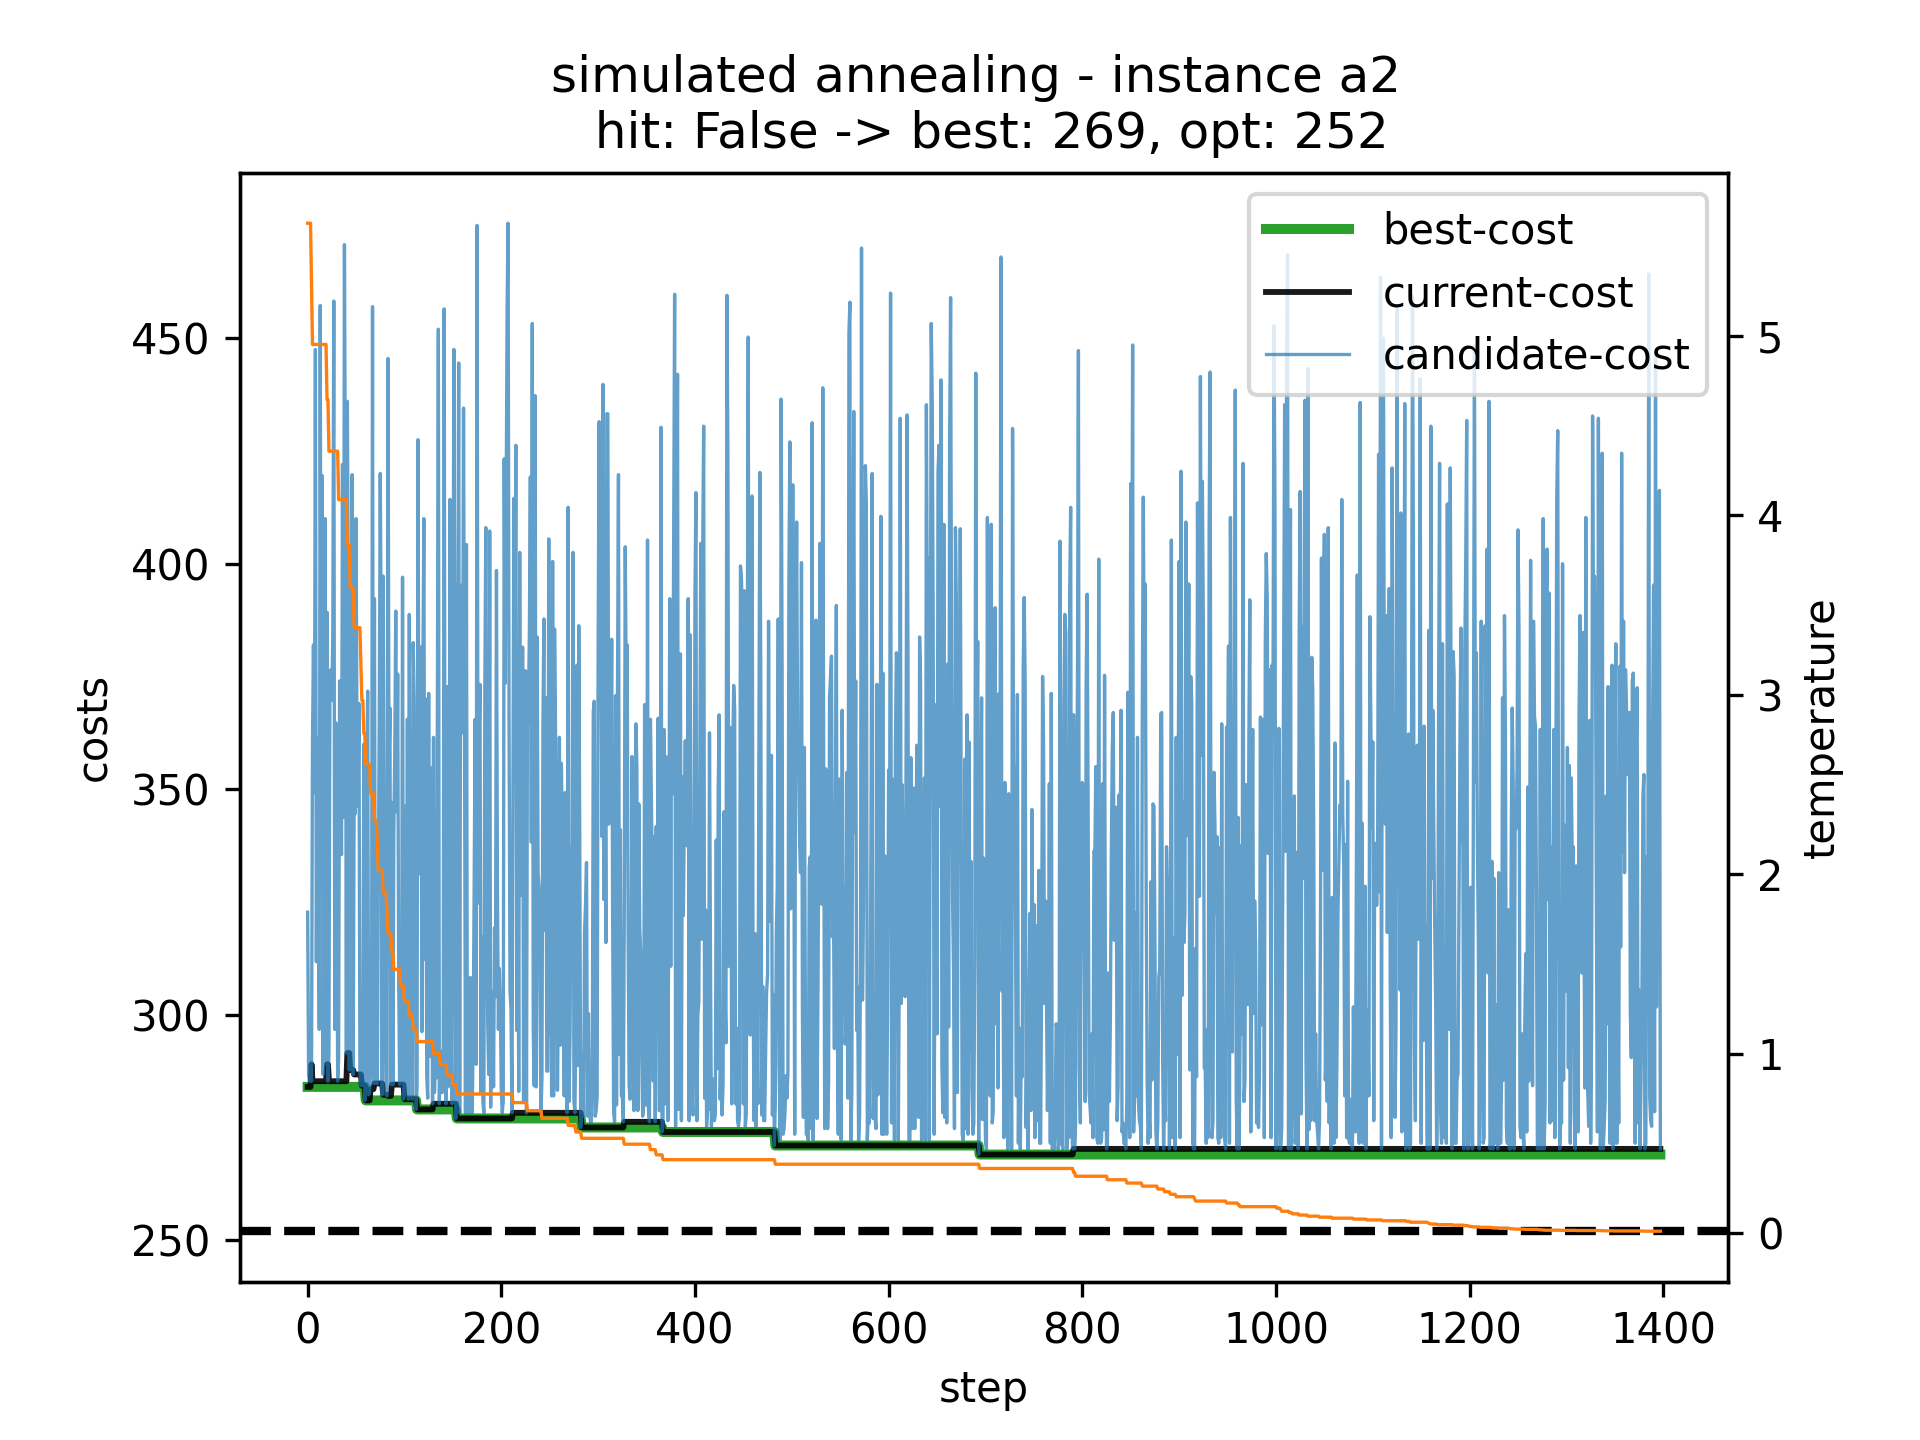 simulated annealing - instance a2
hit: False -> best: 269, opt: 252
best-cost
current-cost
candidate-cost
costs
450
400
350
300
250
temperature
5
4
3
2
1
0
0 200 400 600 800 1000 1200 1400
step